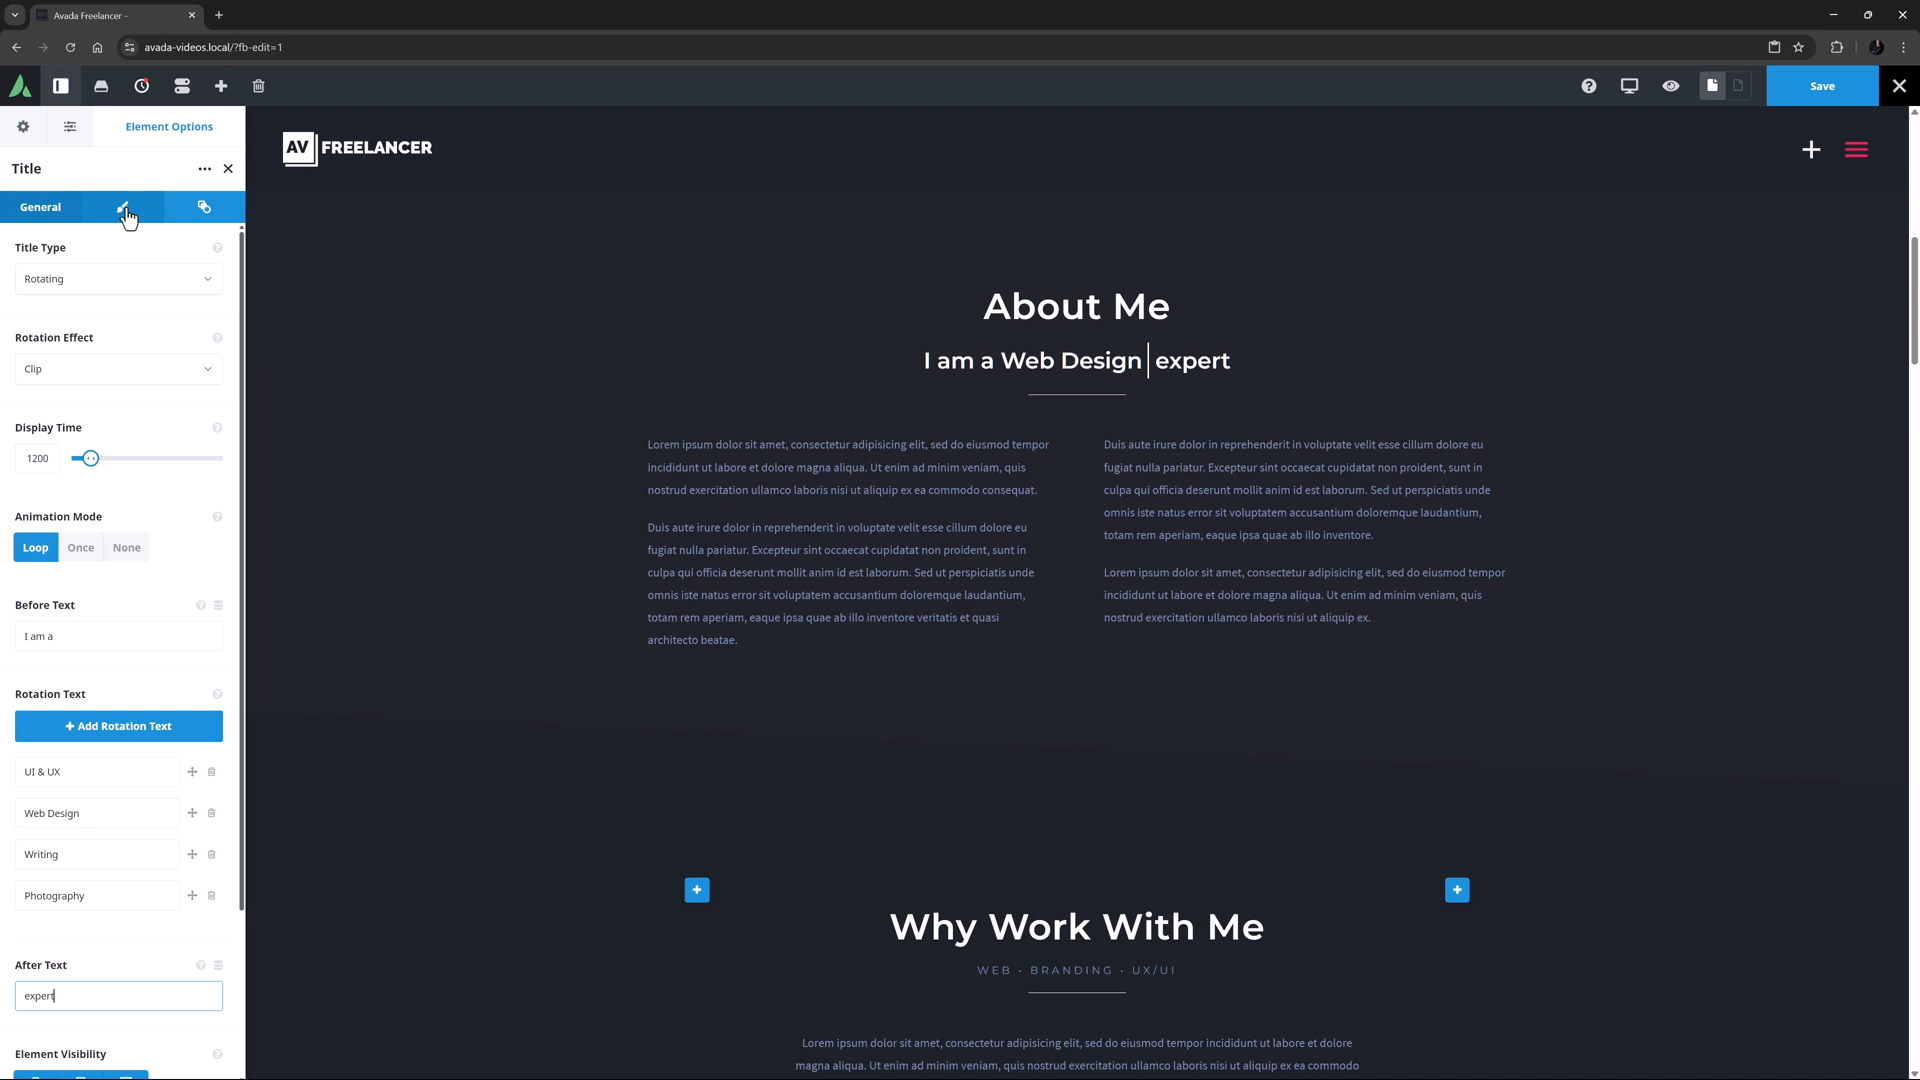 Avada Freelancer -
avada-videos.local/?fb-edit=1
Save
Element Options
Title
General
Title Type
Rotating
Rotation Effect
Clip
Display Time
1200
Animation Mode
Loop Once None
Before Text
I am a
Rotation Text
+ Add Rotation Text
UI & UX
Web Design
Writing
Photography
After Text
expert
Element Visibility
AV FREELANCER
About Me
I am a Web Design expert
Lorem ipsum dolor sit amet, consectetur adipisicing elit, sed do eiusmod tempor
incididunt ut labore et dolore magna aliqua. Ut enim ad minim veniam, quis
nostrud exercitation ullamco laboris nisi ut aliquip ex ea commodo consequat.
Duis aute irure dolor in reprehenderit in voluptate velit esse cillum dolore eu
fugiat nulla pariatur. Excepteur sint occaecat cupidatat non proident, sunt in
culpa qui officia deserunt mollit anim id est laborum. Sed ut perspiciatis unde
omnis iste natus error sit voluptatem accusantium doloremque laudantium,
totam rem aperiam, eaque ipsa quae ab illo inventore veritatis et quasi
architecto beatae.
Duis aute irure dolor in reprehenderit in voluptate velit esse cillum dolore eu
fugiat nulla pariatur. Excepteur sint occaecat cupidatat non proident, sunt in
culpa qui officia deserunt mollit anim id est laborum. Sed ut perspiciatis unde
omnis iste natus error sit voluptatem accusantium doloremque laudantium,
totam rem aperiam, eaque ipsa quae ab illo inventore.
Lorem ipsum dolor sit amet, consectetur adipisicing elit, sed do eiusmod tempor
incididunt ut labore et dolore magna aliqua. Ut enim ad minim veniam, quis
nostrud exercitation ullamco laboris nisi ut aliquip ex.
Why Work With Me
WEB • BRANDING • UX/UI
Lorem ipsum dolor sit amet, consectetur adipisicing elit, sed do eiusmod tempor incididunt ut labore et dolore
magna aliqua. Ut enim ad minim veniam, quis nostrud exercitation ullamco laboris nisi ut aliquip ex ea commodo